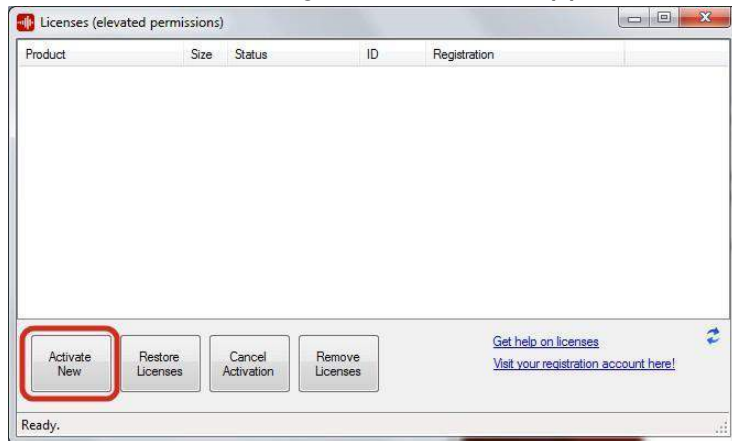 Licenses (elevated permissions)
Product Size Status ID Registration
Activate New
Restore Licenses
Cancel Activation
Remove Licenses
Get help on licenses
Visit your registration account here!
Ready.